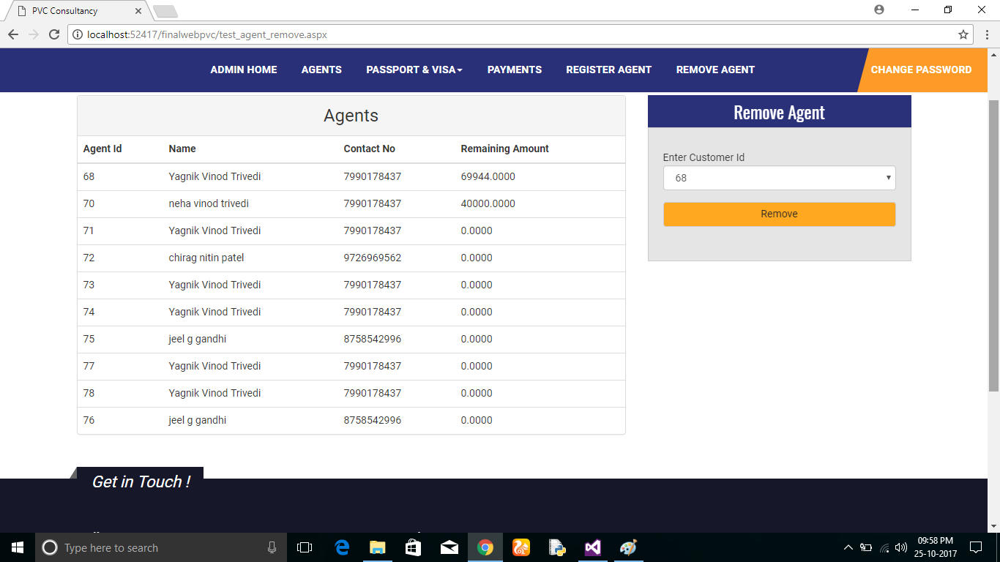 PVC Consultancy
localhost:52417/finalwebpvc/test_agent_remove.aspx
ADMIN HOME AGENTS PASSPORT & VISA PAYMENTS REGISTER AGENT REMOVE AGENT CHANGE PASSWORD
Agents
Agent Id Name Contact No Remaining Amount
68 Yagnik Vinod Trivedi 7990178437 69944.0000
70 neha vinod trivedi 7990178437 40000.0000
71 Yagnik Vinod Trivedi 7990178437 0.0000
72 chirag nitin patel 9726969562 0.0000
73 Yagnik Vinod Trivedi 7990178437 0.0000
74 Yagnik Vinod Trivedi 7990178437 0.0000
75 jeel g gandhi 8758542996 0.0000
77 Yagnik Vinod Trivedi 7990178437 0.0000
78 Yagnik Vinod Trivedi 7990178437 0.0000
76 jeel g gandhi 8758542996 0.0000
Remove Agent
Enter Customer Id
68
Remove
Get in Touch !
Type here to search
09:58 PM
25-10-2017